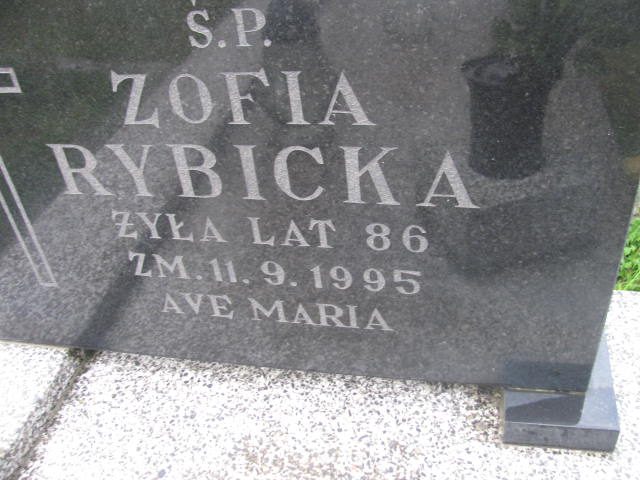 Ś.P.
ZOFIA
RYBICKA
ŻYŁA LAT 86
ZM. 11. 9. 1995
AVE MARIA